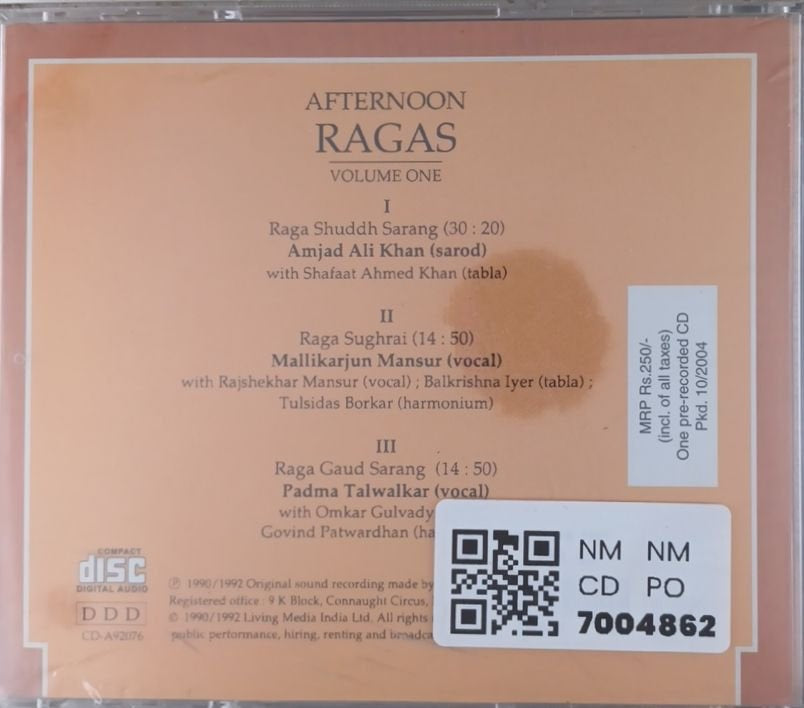 AFTERNOON
RAGAS
VOLUME ONE
I
Raga Shuddh Sarang (30 : 20)
Amjad Ali Khan (sarod)
with Shafaat Ahmed Khan (tabla)
II
Raga Sughrai (14 : 50)
Mallikarjun Mansur (vocal)
with Rajshekhar Mansur (vocal) ; Balkrishna Iyer (tabla) ;
Tulsidas Borkar (harmonium)
III
Raga Gaud Sarang (14 : 50)
Padma Talwalkar (vocal)
with Omkar Gulvady
Govind Patwardhan (ha
MRP Rs.250/-
(incl. of all taxes)
One pre-recorded CD
Pkd. 10/2004
NM NM
CD PO
7004862
COMPACT
disc
DIGITAL AUDIO
DDD
CD-A92076
℗ 1990/1992 Original sound recording made by
Registered office : 9 K Block, Connaught Circus,
© 1990/1992 Living Media India Ltd. All rights
public performance, hiring, renting and broadca